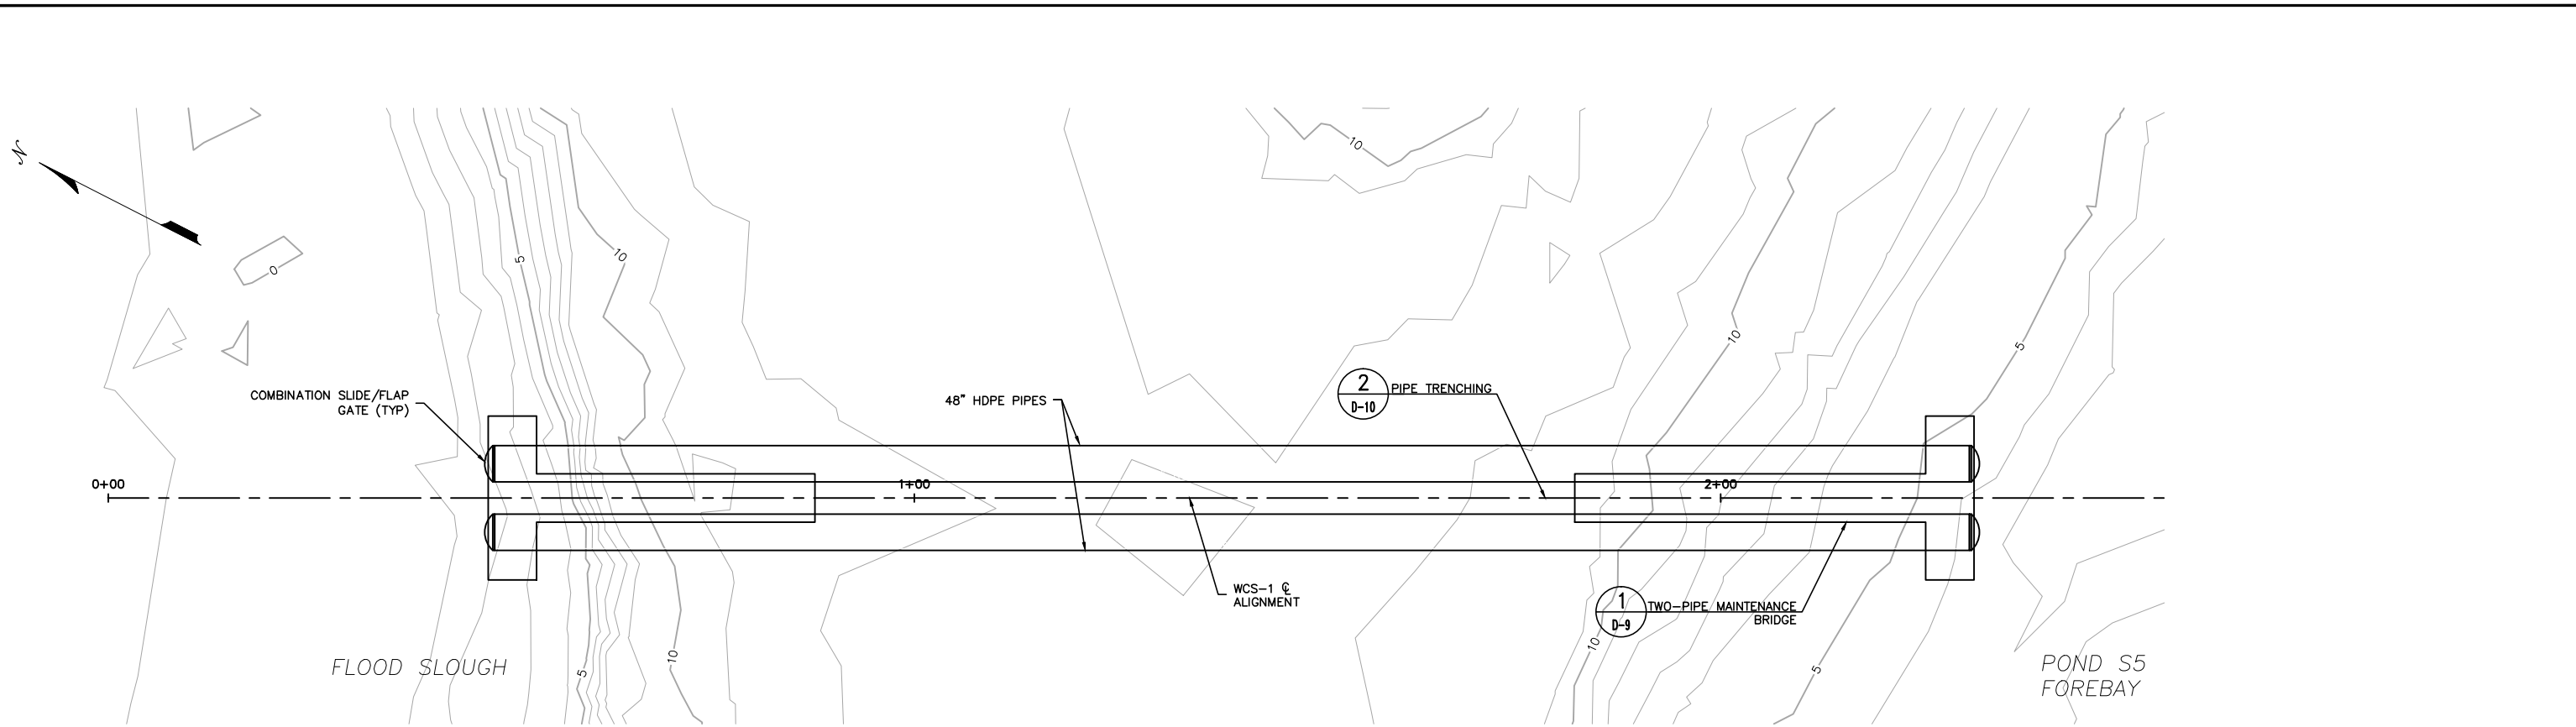 N
10
0
5
10
10
5
COMBINATION SLIDE/FLAP
GATE (TYP)
48" HDPE PIPES
2
D-10
PIPE TRENCHING
0+00
1+00
2+00
WCS-1 ℄
ALIGNMENT
1
D-9
TWO-PIPE MAINTENANCE
BRIDGE
10
10
5
5
FLOOD SLOUGH
POND S5
FOREBAY